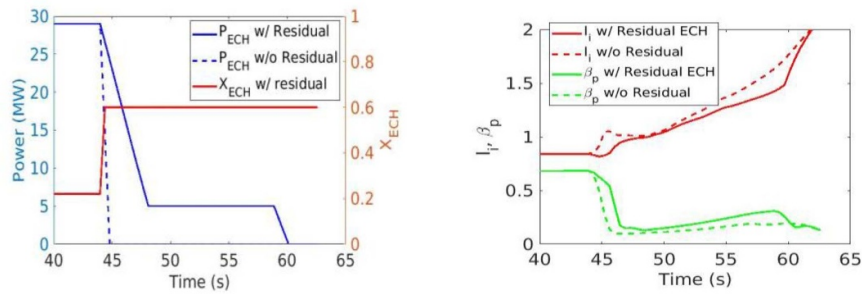 30
25
20
15
10
5
0
Power (MW)
40
45
50
55
60
65
Time (s)
1
0.8
0.6
0.4
0.2
0
X_ECH
P_ECH w/ Residual
P_ECH w/o Residual
X_ECH w/ residual
2
1.5
1
0.5
0
l_i, β_p
40
45
50
55
60
65
Time (s)
l_i w/ Residual ECH
l_i w/o Residual
β_p w/ Residual ECH
β_p w/o Residual